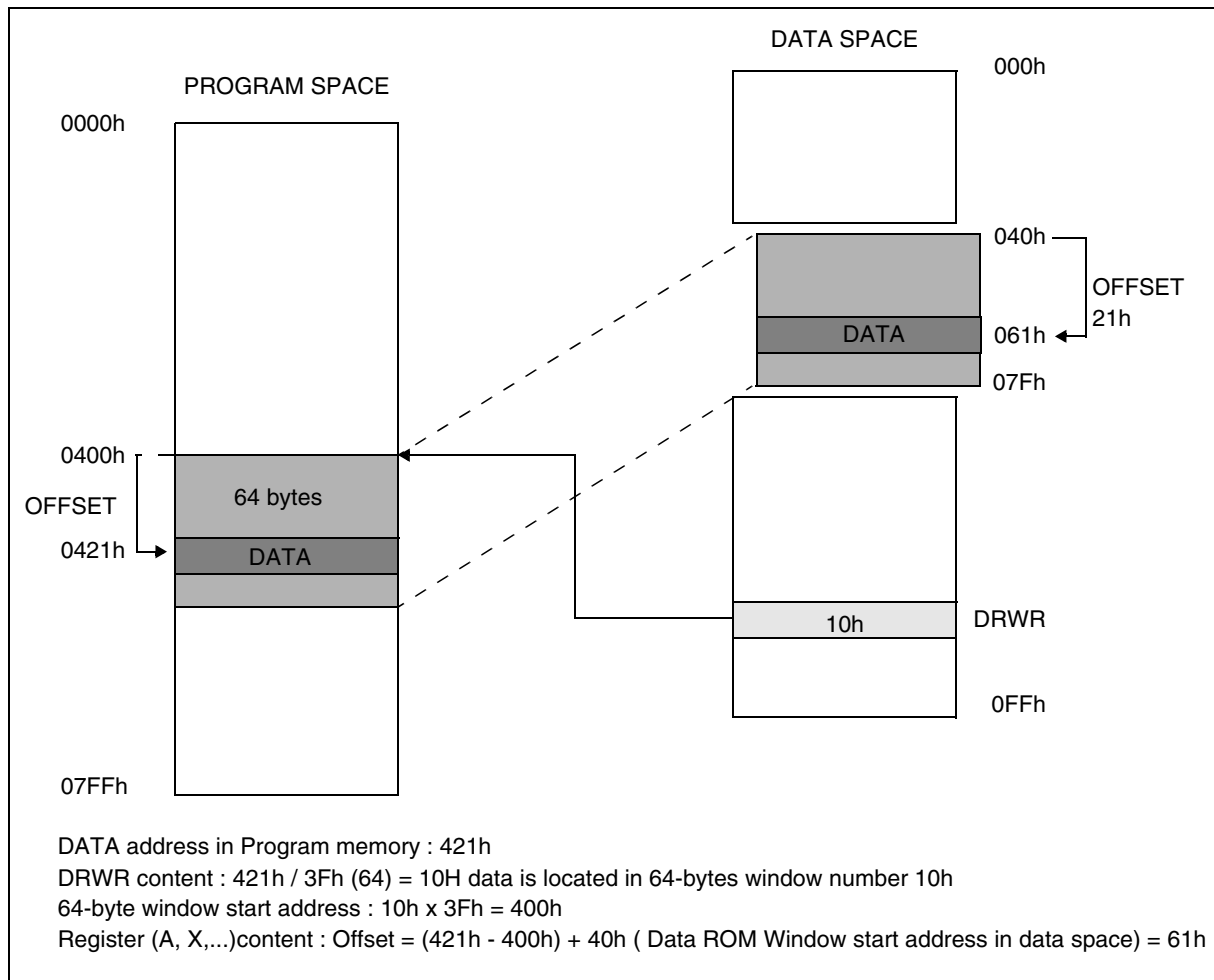 DATA SPACE
000h
PROGRAM SPACE
0000h
040h
OFFSET
21h
DATA
061h
07Fh
0400h
64 bytes
OFFSET
0421h
DATA
10h
DRWR
0FFh
07FFh
DATA address in Program memory : 421h
DRWR content : 421h / 3Fh (64) = 10H data is located in 64-bytes window number 10h
64-byte window start address : 10h x 3Fh = 400h
Register (A, X,...)content : Offset = (421h - 400h) + 40h ( Data ROM Window start address in data space) = 61h